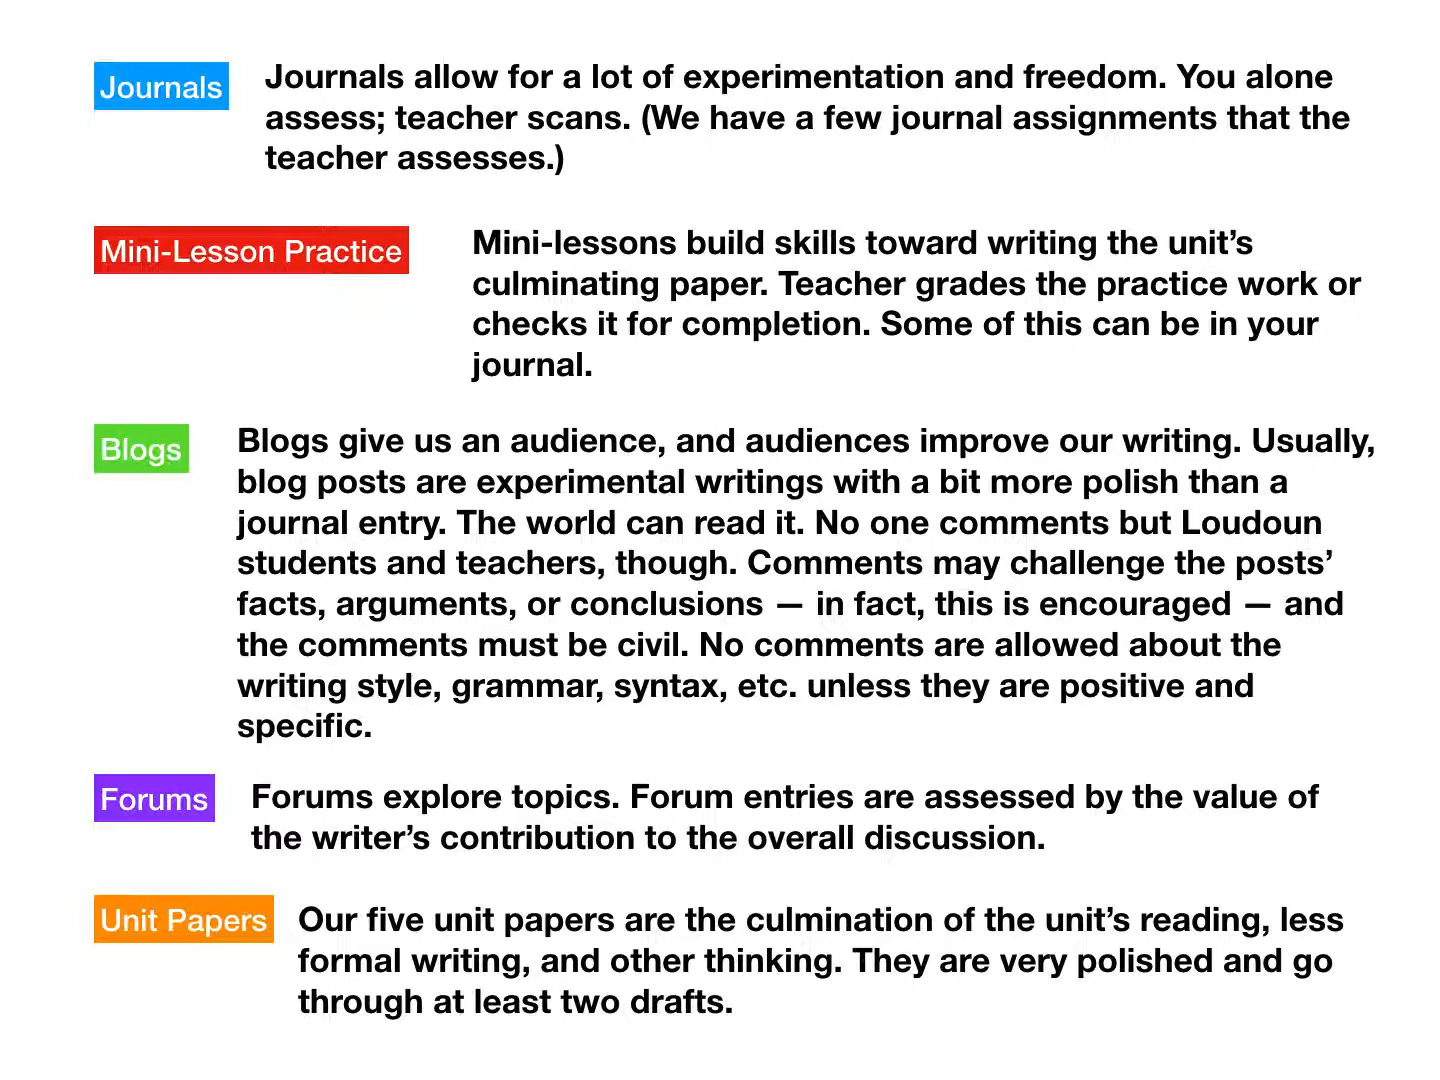 Journals
Journals allow for a lot of experimentation and freedom. You alone
assess; teacher scans. (We have a few journal assignments that the
teacher assesses.)
Mini-Lesson Practice
Mini-lessons build skills toward writing the unit’s
culminating paper. Teacher grades the practice work or
checks it for completion. Some of this can be in your
journal.
Blogs
Blogs give us an audience, and audiences improve our writing. Usually,
blog posts are experimental writings with a bit more polish than a
journal entry. The world can read it. No one comments but Loudoun
students and teachers, though. Comments may challenge the posts’
facts, arguments, or conclusions — in fact, this is encouraged — and
the comments must be civil. No comments are allowed about the
writing style, grammar, syntax, etc. unless they are positive and
specific.
Forums
Forums explore topics. Forum entries are assessed by the value of
the writer’s contribution to the overall discussion.
Unit Papers
Our five unit papers are the culmination of the unit’s reading, less
formal writing, and other thinking. They are very polished and go
through at least two drafts.